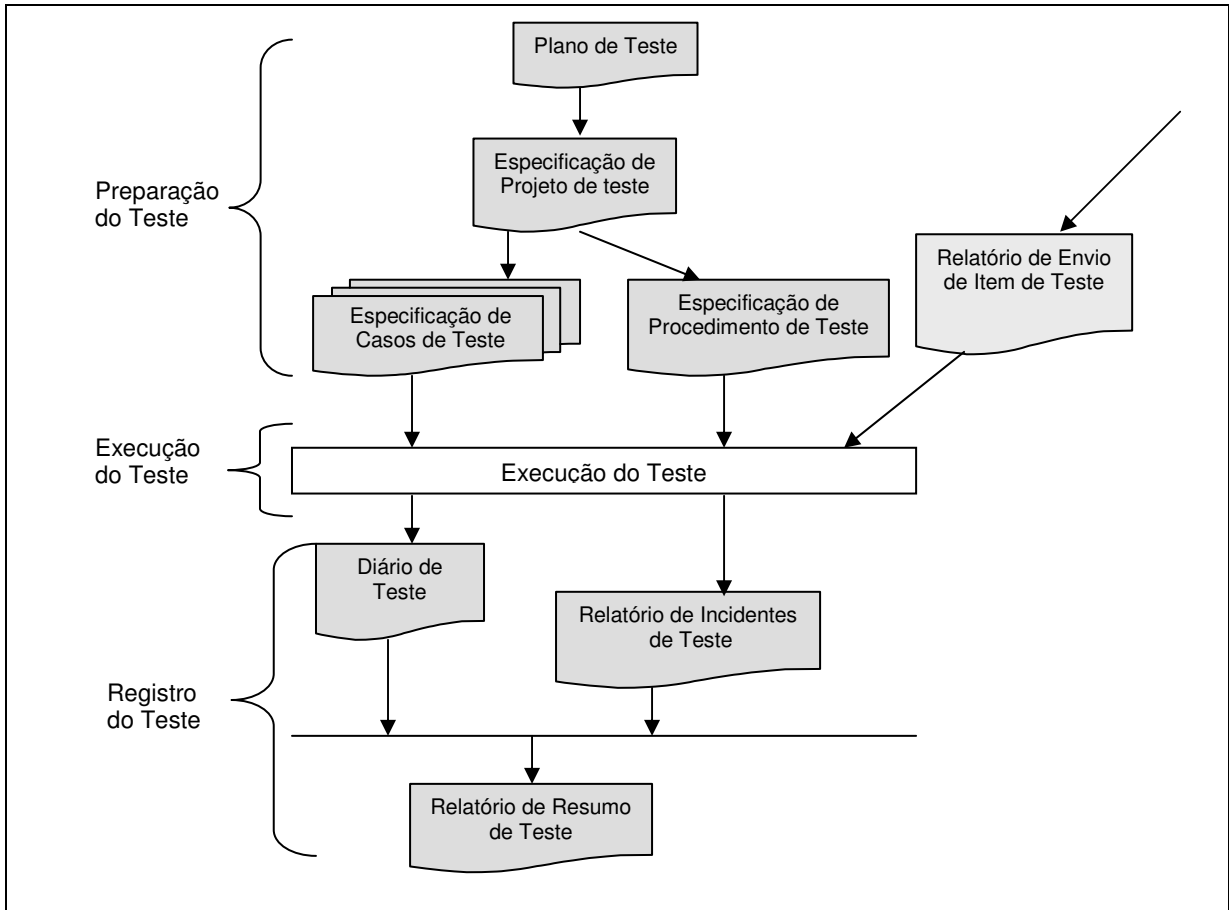 Plano de Teste
Especificação de
Projeto de teste
Preparação
do Teste
Relatório de Envio
de Item de Teste
Especificação de
Casos de Teste
Especificação de
Procedimento de Teste
Execução
do Teste
Execução do Teste
Diário de
Teste
Relatório de Incidentes
de Teste
Registro
do Teste
Relatório de Resumo
de Teste